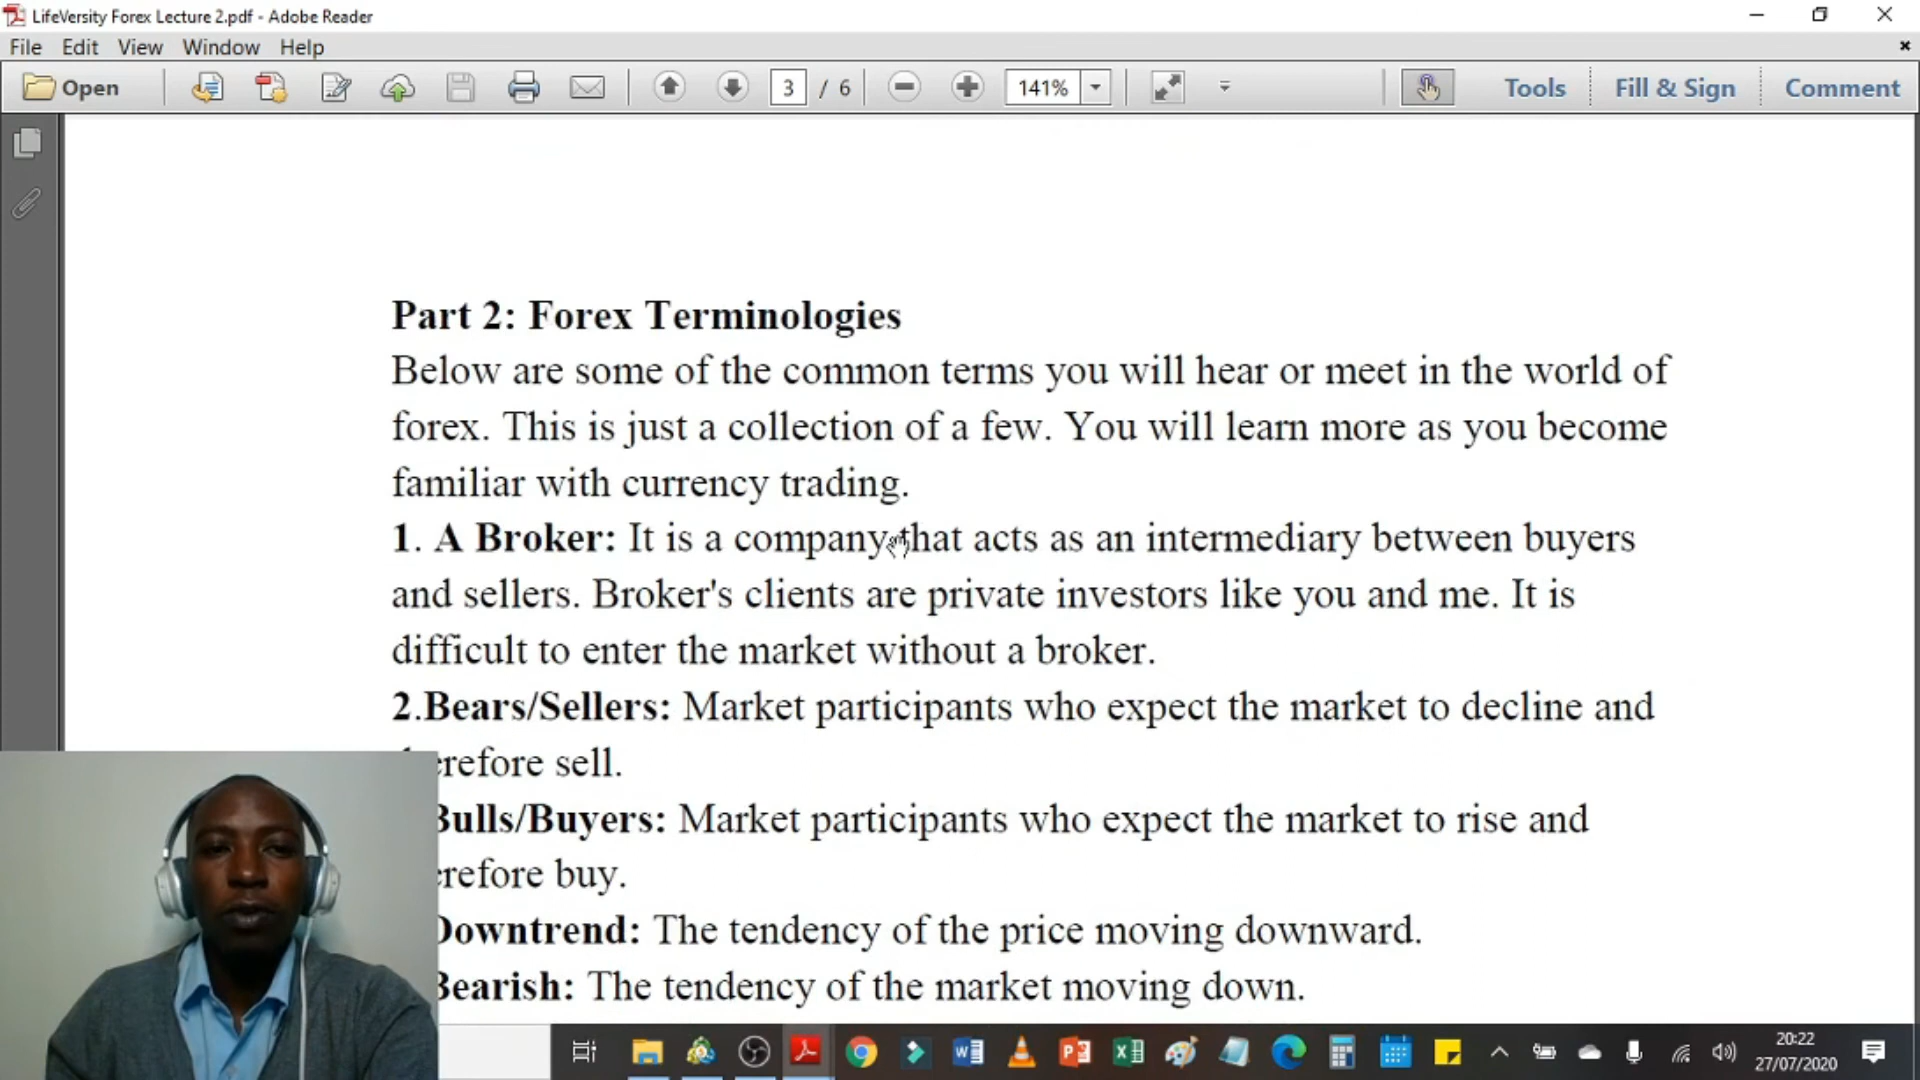 LifeVersity Forex Lecture 2.pdf - Adobe Reader
File Edit View Window Help
Open 3 / 6 141% Tools Fill & Sign Comment
Part 2: Forex Terminologies
Below are some of the common terms you will hear or meet in the world of
forex. This is just a collection of a few. You will learn more as you become
familiar with currency trading.
1. A Broker: It is a company that acts as an intermediary between buyers
and sellers. Broker's clients are private investors like you and me. It is
difficult to enter the market without a broker.
2.Bears/Sellers: Market participants who expect the market to decline and
erefore sell.
Bulls/Buyers: Market participants who expect the market to rise and
erefore buy.
Downtrend: The tendency of the price moving downward.
Bearish: The tendency of the market moving down.
20:22
27/07/2020